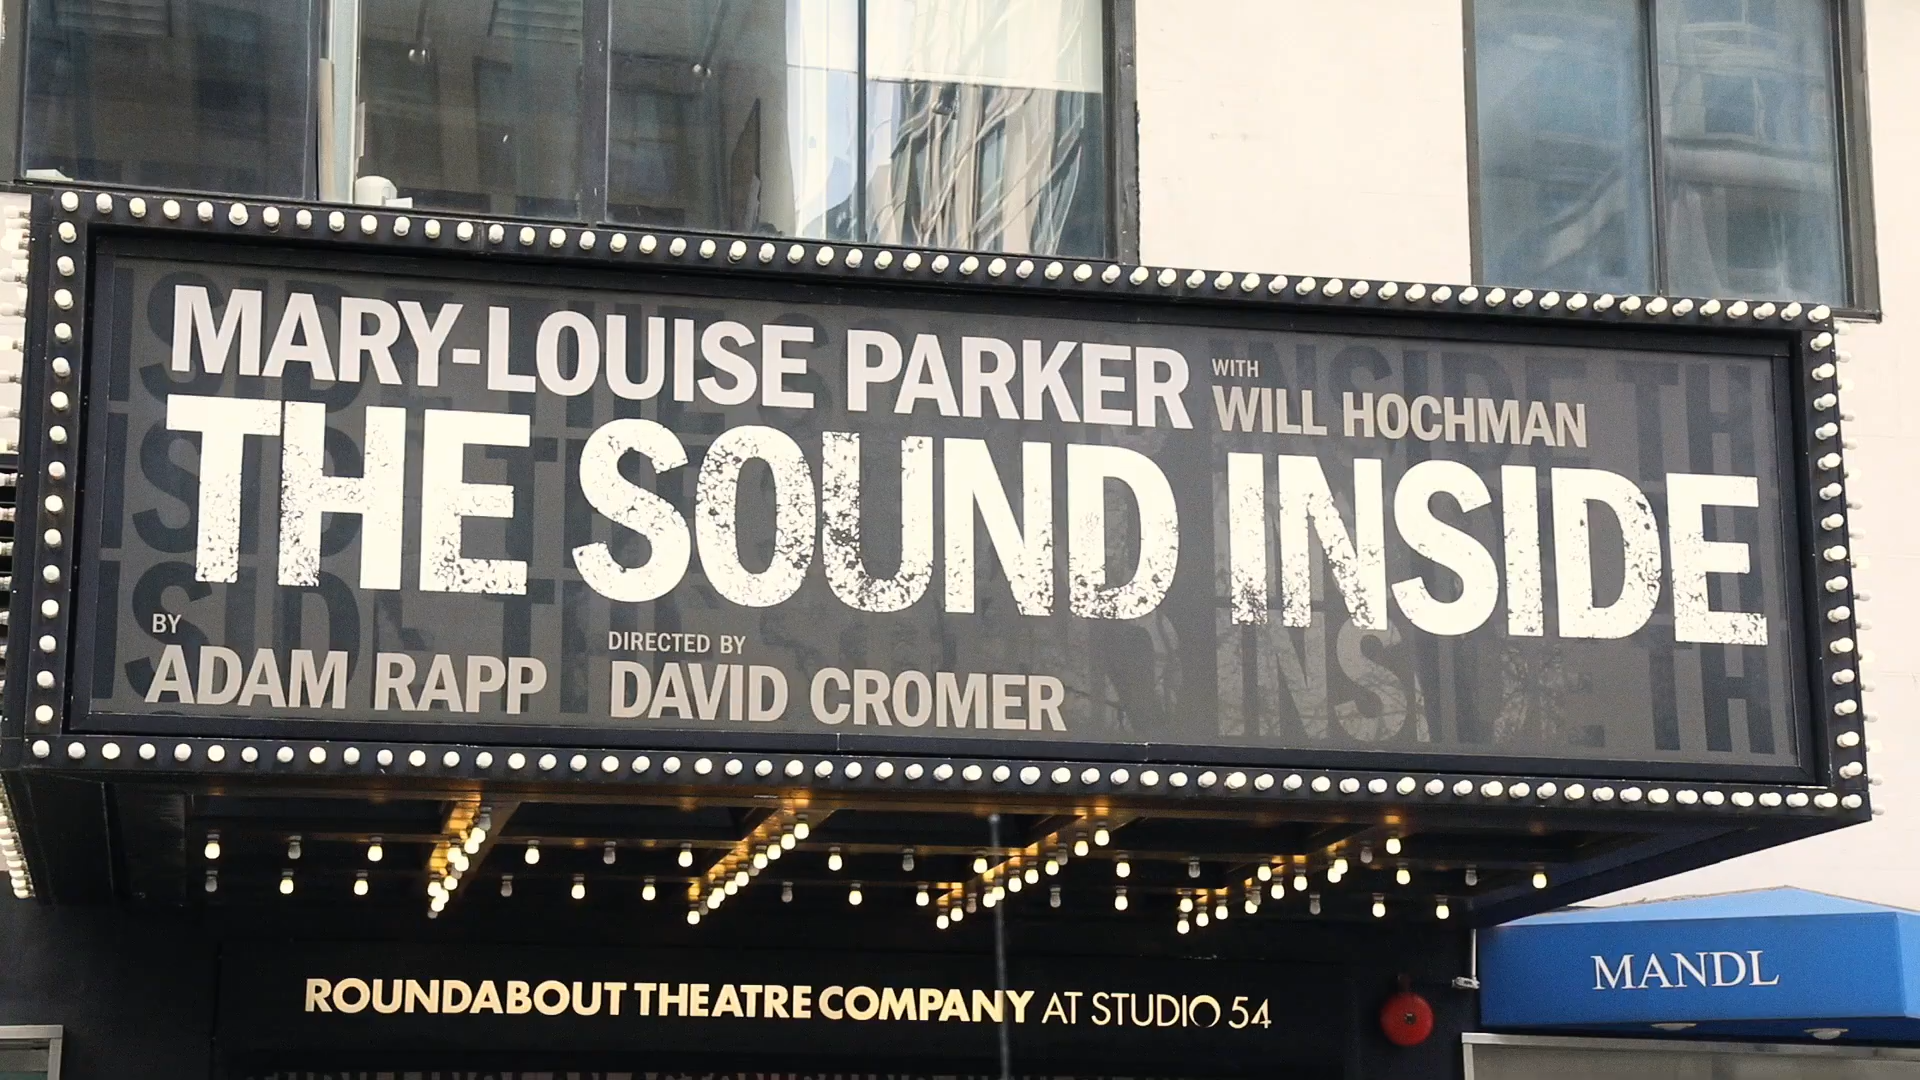 MARY-LOUISE PARKER WITH WILL HOCHMAN
THE SOUND INSIDE
BY ADAM RAPP
DIRECTED BY DAVID CROMER
ROUNDABOUT THEATRE COMPANY AT STUDIO 54
MANDL